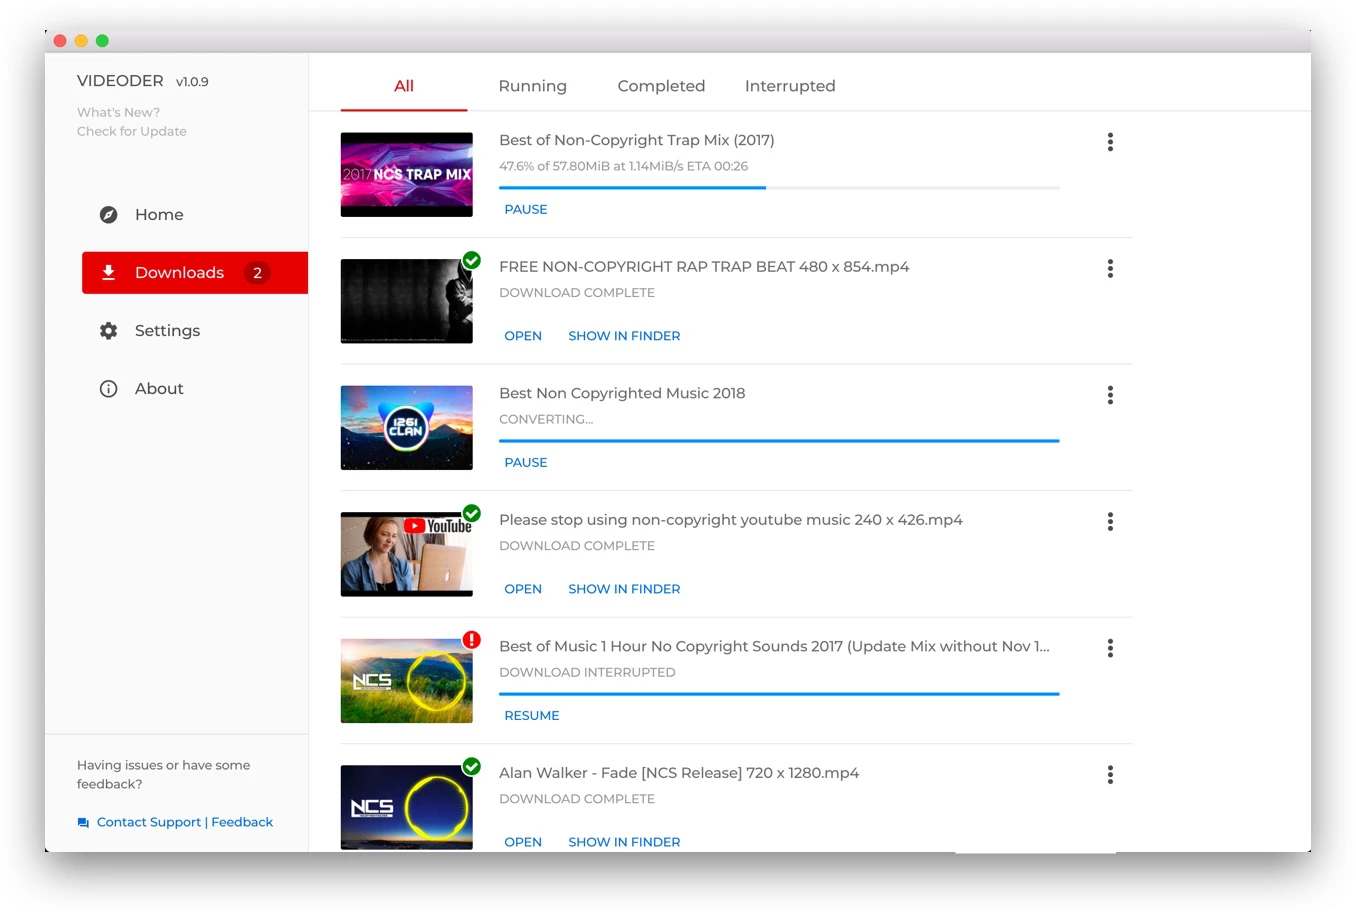 VIDEODER v1.0.9
What's New?
Check for Update
Home
Downloads 2
Settings
About
Having issues or have some
feedback?
Contact Support | Feedback
All Running Completed Interrupted
2017 NCS TRAP MIX
Best of Non-Copyright Trap Mix (2017)
47.6% of 57.80MiB at 1.14MiB/s ETA 00:26
PAUSE
FREE NON-COPYRIGHT RAP TRAP BEAT 480 x 854.mp4
DOWNLOAD COMPLETE
OPEN SHOW IN FINDER
1261
CLAN
Best Non Copyrighted Music 2018
CONVERTING...
PAUSE
YouTube
Please stop using non-copyright youtube music 240 x 426.mp4
DOWNLOAD COMPLETE
OPEN SHOW IN FINDER
NCS
Best of Music 1 Hour No Copyright Sounds 2017 (Update Mix without Nov 1...
DOWNLOAD INTERRUPTED
RESUME
NCS
Alan Walker - Fade [NCS Release] 720 x 1280.mp4
DOWNLOAD COMPLETE
OPEN SHOW IN FINDER